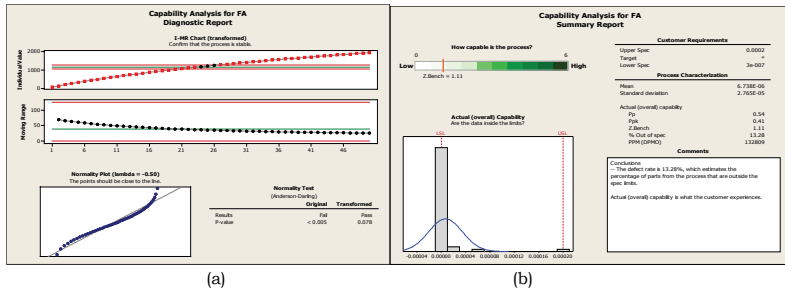 Capability Analysis for FA
Diagnostic Report
I-MR Chart (transformed)
Confirm that the process is stable.
Individual Value
2000
1000
0
Moving Range
100
50
0
1 6 11 16 21 26 31 36 41 46
Normality Plot (lambda = -0.50)
The points should be close to the line.
Normality Test
(Anderson-Darling)
Original Transformed
Results Fail Pass
P-value < 0.005 0.078
(a)
Capability Analysis for FA
Summary Report
How capable is the process?
0 6
Low High
Z.Bench = 1.11
Customer Requirements
Upper Spec 0.0002
Target *
Lower Spec 3e-007
Process Characterization
Mean 6.738E-06
Standard deviation 2.765E-05
Actual (overall) capability
Pp 0.54
Ppk 0.41
Z.Bench 1.11
% Out of spec 13.28
PPM (DPMO) 132809
Actual (overall) Capability
Are the data inside the limits?
LSL USL
-0.00004 0.00000 0.00004 0.00008 0.00012 0.00016 0.00020
Comments
Conclusions
-- The defect rate is 13.28%, which estimates the
percentage of parts from the process that are outside the
spec limits.
Actual (overall) capability is what the customer experiences.
(b)